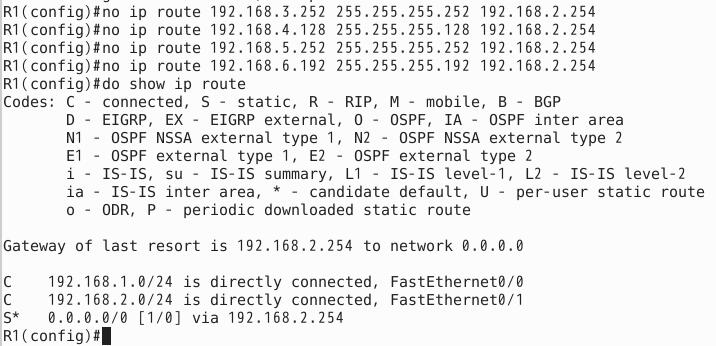 R1(config)#no ip route 192.168.3.252 255.255.255.252 192.168.2.254
R1(config)#no ip route 192.168.4.128 255.255.255.128 192.168.2.254
R1(config)#no ip route 192.168.5.252 255.255.255.252 192.168.2.254
R1(config)#no ip route 192.168.6.192 255.255.255.192 192.168.2.254
R1(config)#do show ip route
Codes: C - connected, S - static, R - RIP, M - mobile, B - BGP
       D - EIGRP, EX - EIGRP external, O - OSPF, IA - OSPF inter area
       N1 - OSPF NSSA external type 1, N2 - OSPF NSSA external type 2
       E1 - OSPF external type 1, E2 - OSPF external type 2
       i - IS-IS, su - IS-IS summary, L1 - IS-IS level-1, L2 - IS-IS level-2
       ia - IS-IS inter area, * - candidate default, U - per-user static route
       o - ODR, P - periodic downloaded static route
Gateway of last resort is 192.168.2.254 to network 0.0.0.0
C    192.168.1.0/24 is directly connected, FastEthernet0/0
C    192.168.2.0/24 is directly connected, FastEthernet0/1
S*   0.0.0.0/0 [1/0] via 192.168.2.254
R1(config)#